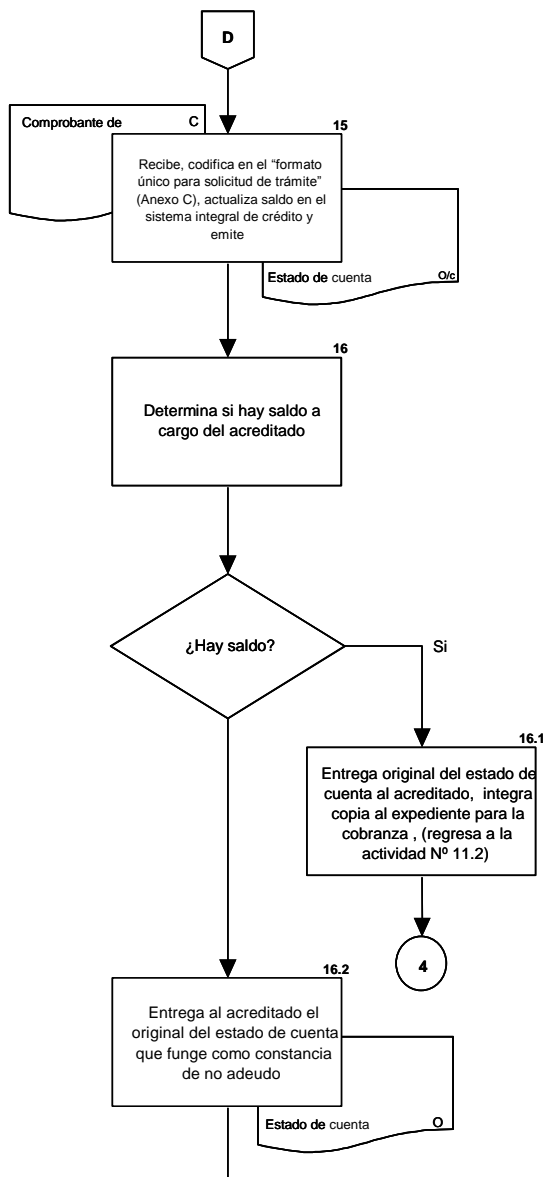 D
Comprobante de C
15
Recibe, codifica en el "formato
único para solicitud de trámite"
(Anexo C), actualiza saldo en el
sistema integral de crédito y
emite
Estado de cuenta O/c
16
Determina si hay saldo a
cargo del acreditado
¿Hay saldo?
Si
16.1
Entrega original del estado de
cuenta al acreditado, integra
copia al expediente para la
cobranza , (regresa a la
actividad Nº 11.2)
4
16.2
Entrega al acreditado el
original del estado de cuenta
que funge como constancia
de no adeudo
Estado de cuenta O